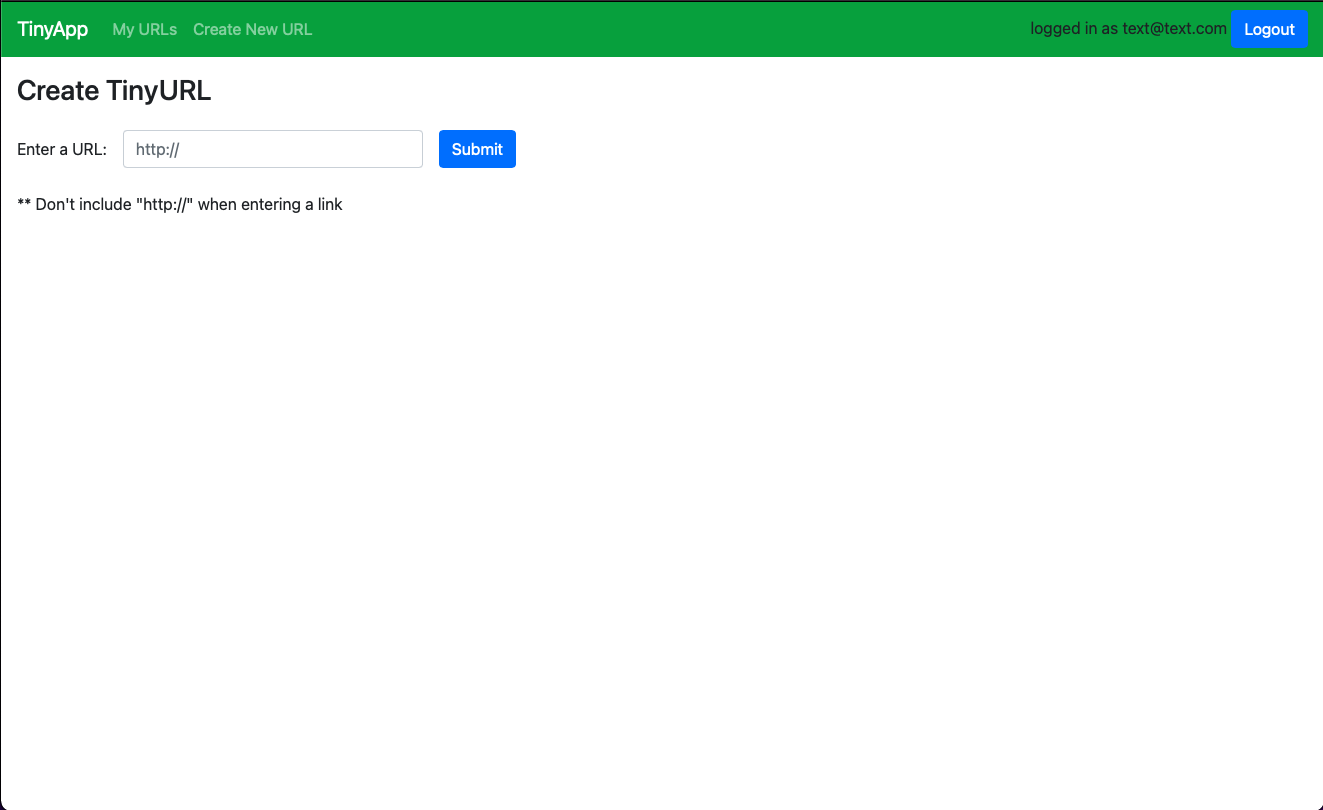 TinyApp My URLs Create New URL logged in as text@text.com Logout
Create TinyURL
Enter a URL: http:// Submit
** Don't include "http://" when entering a link